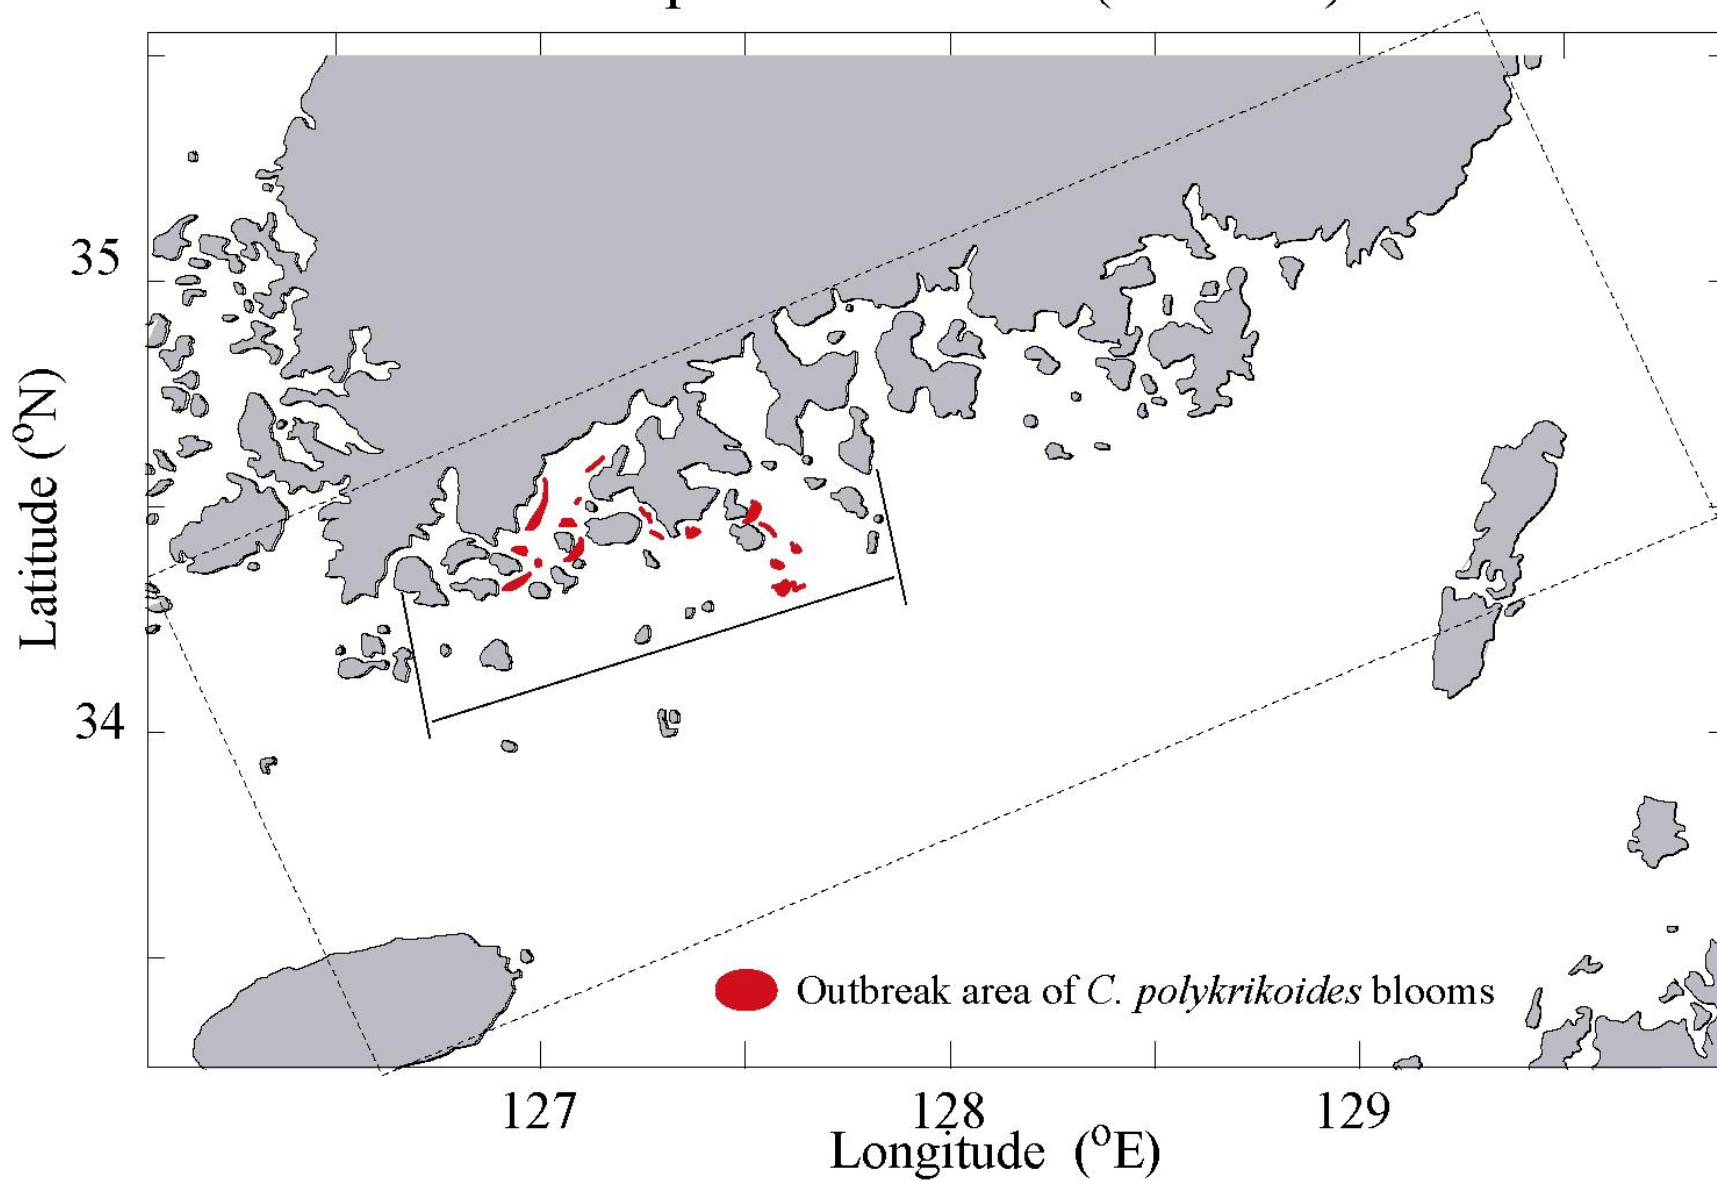 35
34
Latitude (°N)
Outbreak area of C. polykrikoides blooms
127 128 129
Longitude (°E)